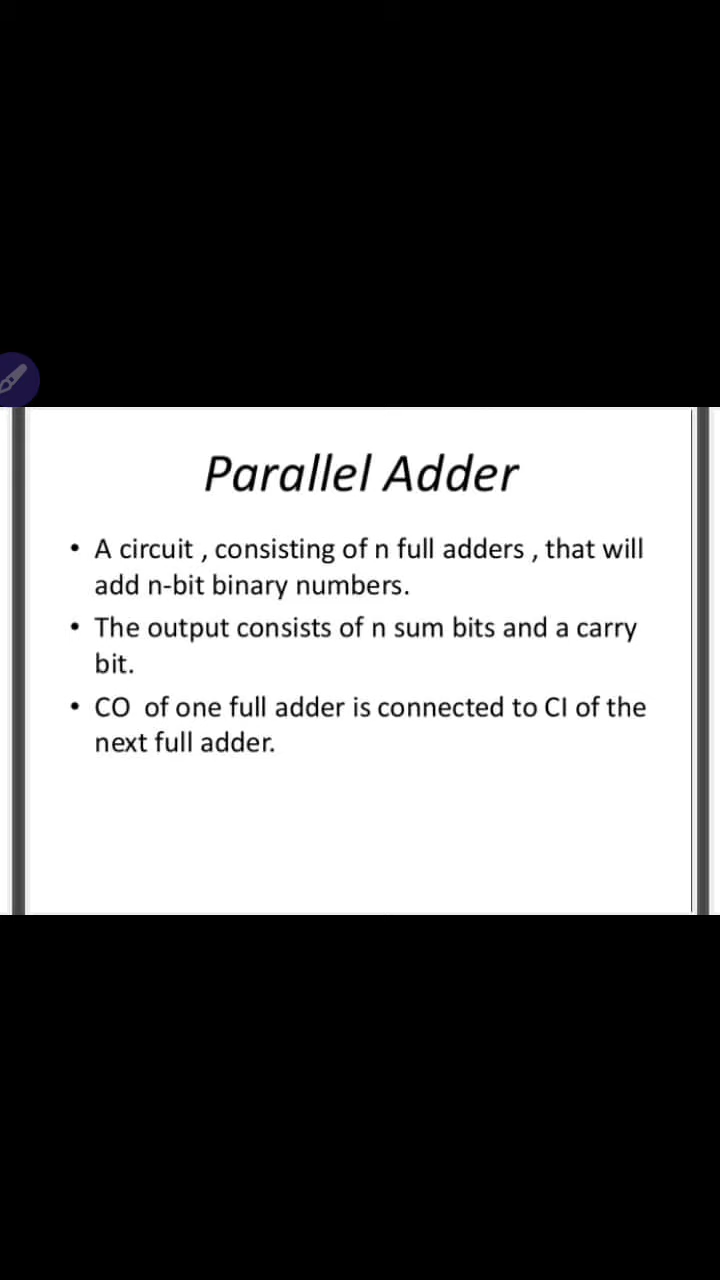 Parallel Adder
• A circuit , consisting of n full adders , that will
add n-bit binary numbers.
• The output consists of n sum bits and a carry
bit.
• CO  of one full adder is connected to CI of the
next full adder.